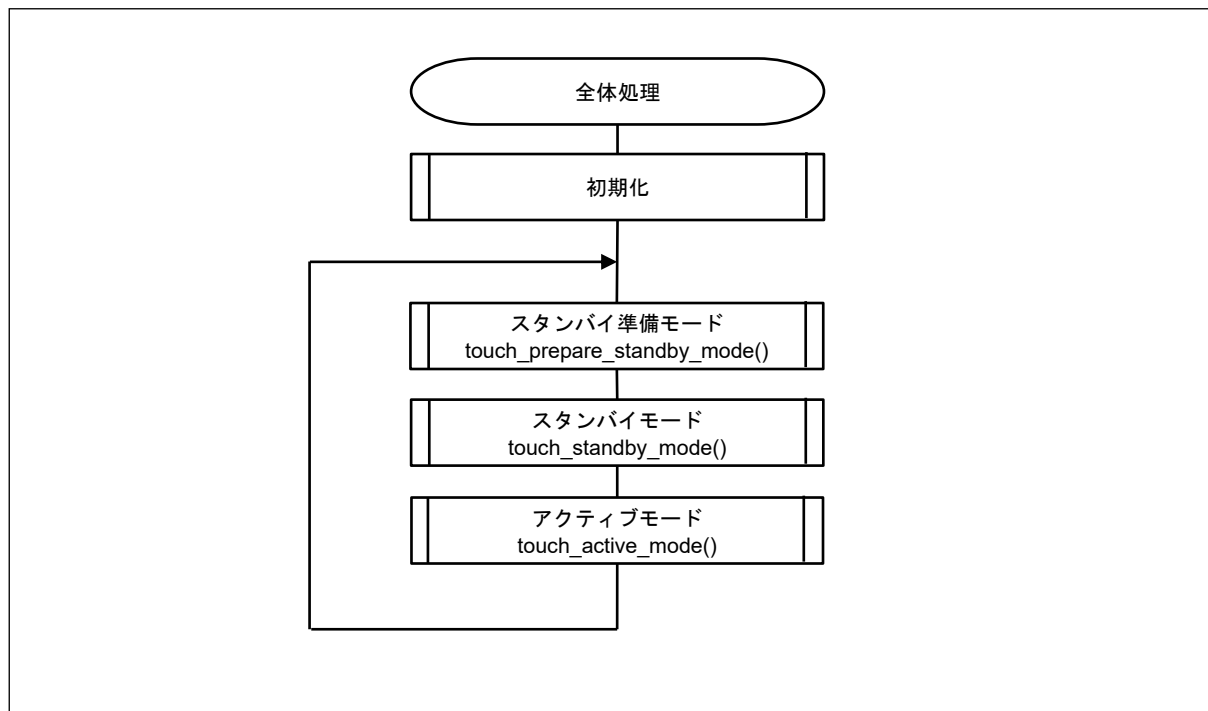 全体処理
初期化
スタンバイ準備モード
touch_prepare_standby_mode()
スタンバイモード
touch_standby_mode()
アクティブモード
touch_active_mode()